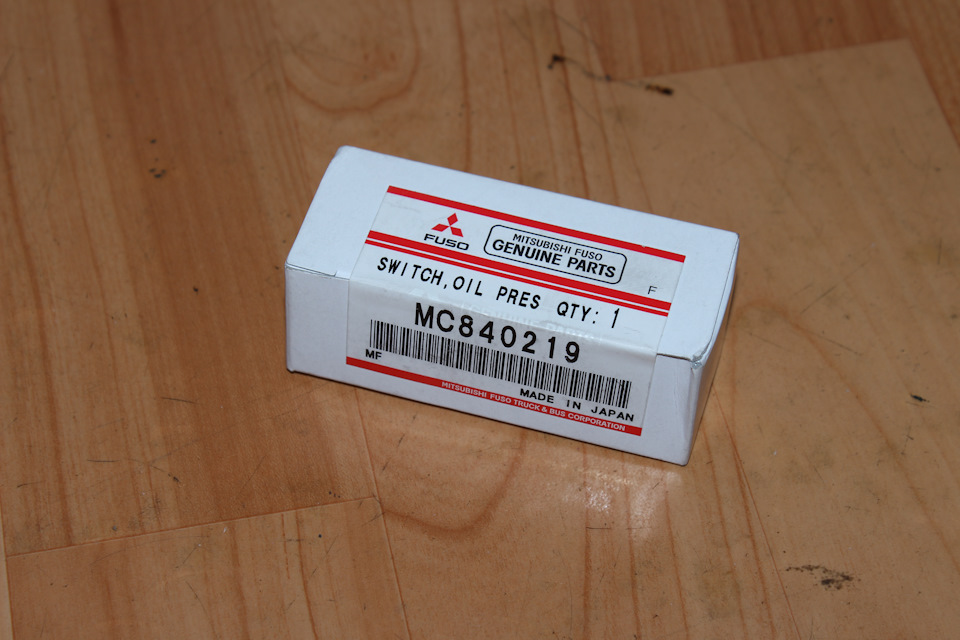 FUSO
MITSUBISHI FUSO
GENUINE PARTS
F
SWITCH,OIL PRES QTY: 1
MC840219
MF
MADE IN JAPAN
MITSUBISHI FUSO TRUCK & BUS CORPORATION